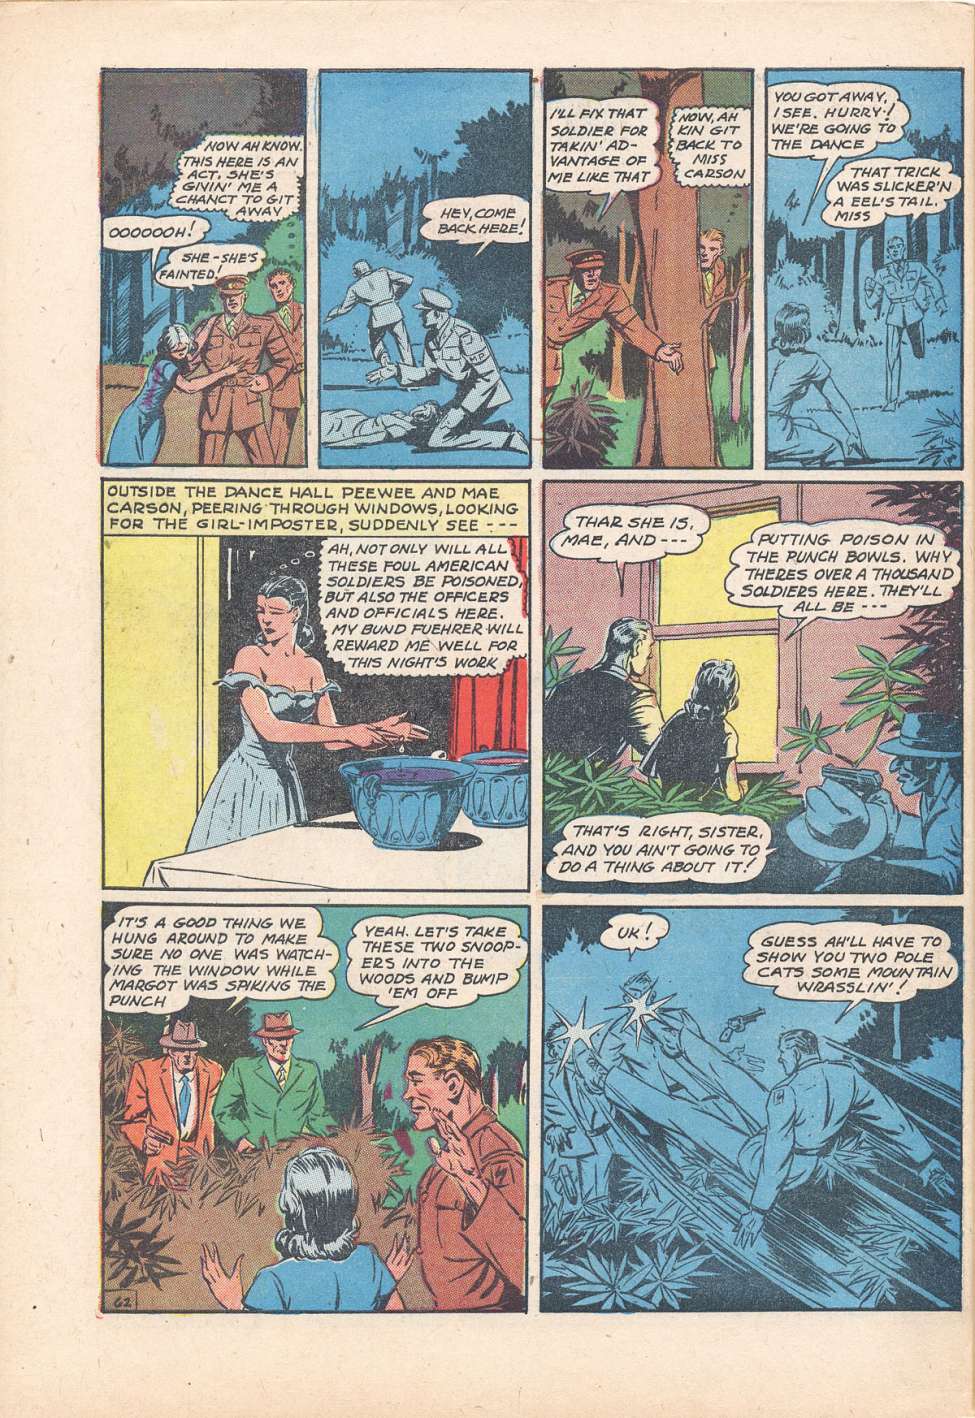 NOW AH KNOW.
THIS HERE IS AN
ACT. SHE'S
GIVIN' ME A
CHANCT TO GIT
AWAY
OOOOOOH!
SHE-SHE'S
FAINTED!
HEY, COME
BACK HERE!
MP
I'LL FIX THAT
SOLDIER FOR
TAKIN' AD-
VANTAGE OF
ME LIKE THAT
NOW, AH
KIN GIT
BACK TO
MISS
CARSON
YOU GOT AWAY,
I SEE. HURRY!
WE'RE GOING TO
THE DANCE
THAT TRICK
WAS SLICKER'N
A EEL'S TAIL,
MISS
OUTSIDE THE DANCE HALL PEEWEE AND MAE
CARSON, PEERING THROUGH WINDOWS, LOOKING
FOR THE GIRL-IMPOSTER, SUDDENLY SEE ---
AH, NOT ONLY WILL ALL
THESE FOUL AMERICAN
SOLDIERS BE POISONED,
BUT ALSO THE OFFICERS
AND OFFICIALS HERE.
MY BUND FUEHRER WILL
REWARD ME WELL FOR
THIS NIGHT'S WORK
THAR SHE IS,
MAE, AND ---
PUTTING POISON IN
THE PUNCH BOWLS. WHY
THERES OVER A THOUSAND
SOLDIERS HERE. THEY'LL
ALL BE ---
THAT'S RIGHT, SISTER,
AND YOU AIN'T GOING TO
DO A THING ABOUT IT!
IT'S A GOOD THING WE
HUNG AROUND TO MAKE
SURE NO ONE WAS WATCH-
ING THE WINDOW WHILE
MARGOT WAS SPIKING THE
PUNCH
YEAH. LET'S TAKE
THESE TWO SNOOP-
ERS INTO THE
WOODS AND BUMP
'EM OFF
62
UK!
GUESS AH'LL HAVE TO
SHOW YOU TWO POLE
CATS SOME MOUNTAIN
WRASSLIN'!